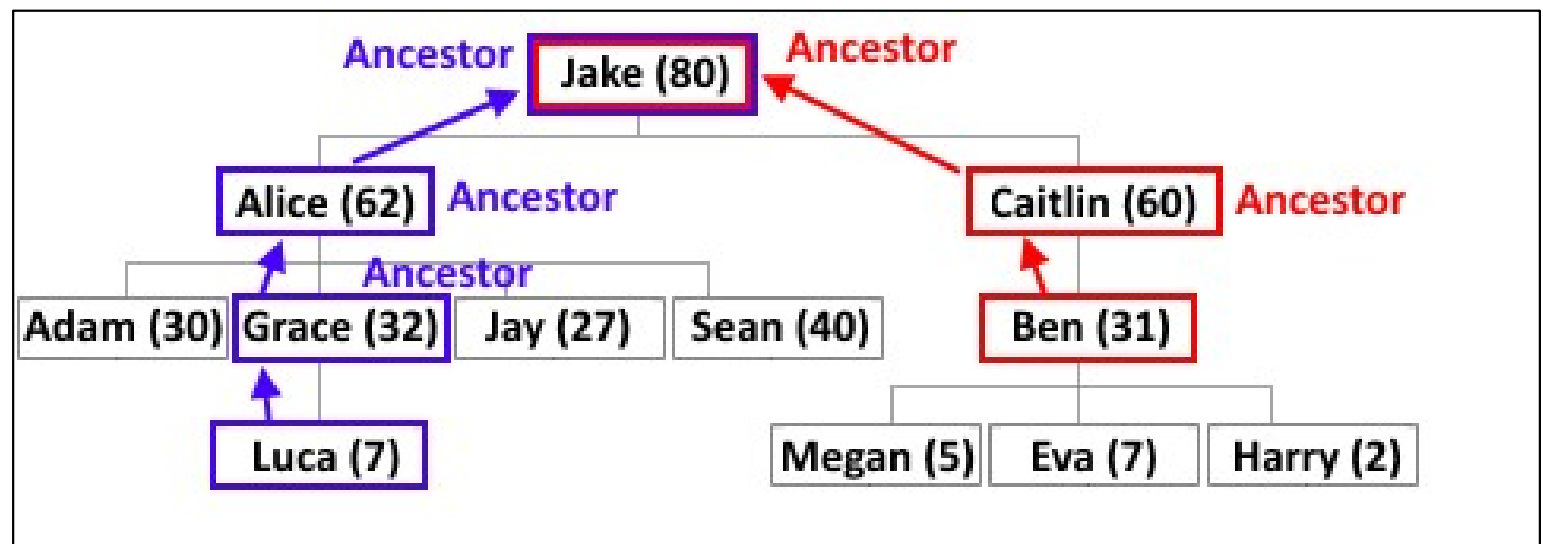 Ancestor Jake (80) Ancestor
Alice (62) Ancestor Caitlin (60) Ancestor
Ancestor
Adam (30) Grace (32) Jay (27) Sean (40) Ben (31)
Luca (7) Megan (5) Eva (7) Harry (2)